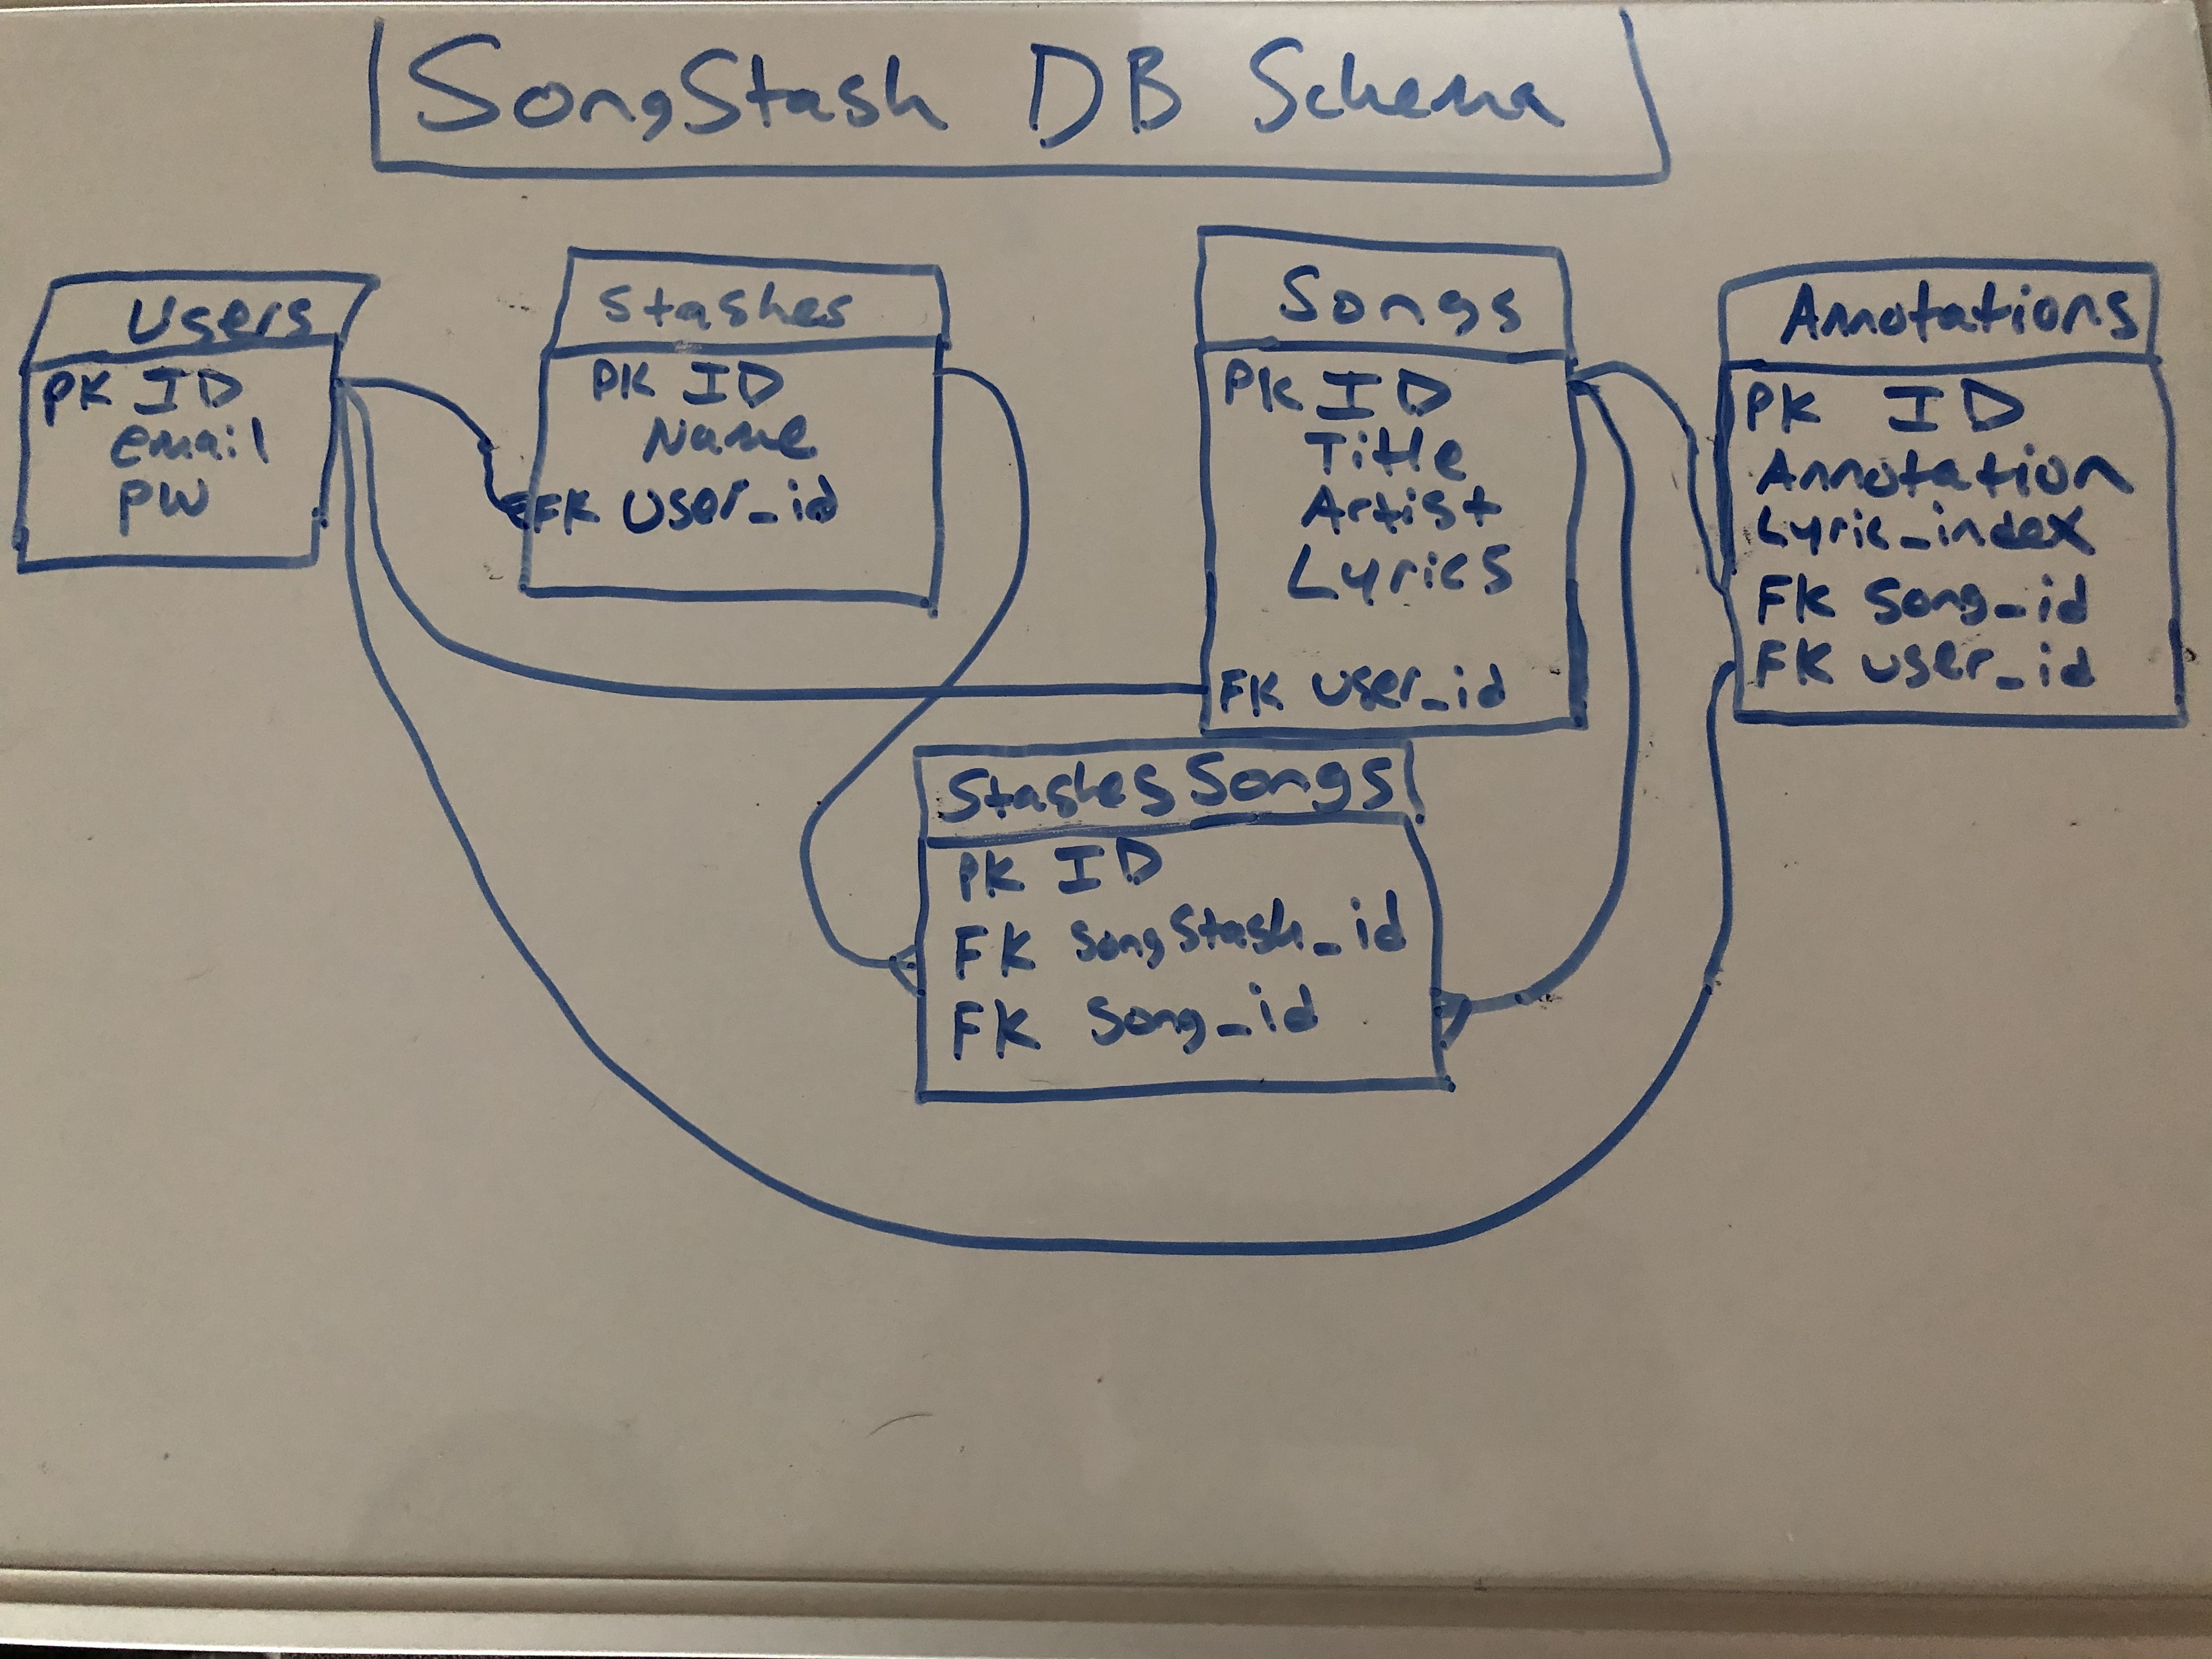 SongStash DB Schema
Users
PK ID
email
PW
Stashes
PK ID
Name
FK User_id
Songs
PK ID
Title
Artist
Lyrics
FK user_id
Annotations
PK ID
Annotation
Lyric_index
FK Song_id
FK user_id
StashesSongs
PK ID
FK SongStash_id
FK Song_id